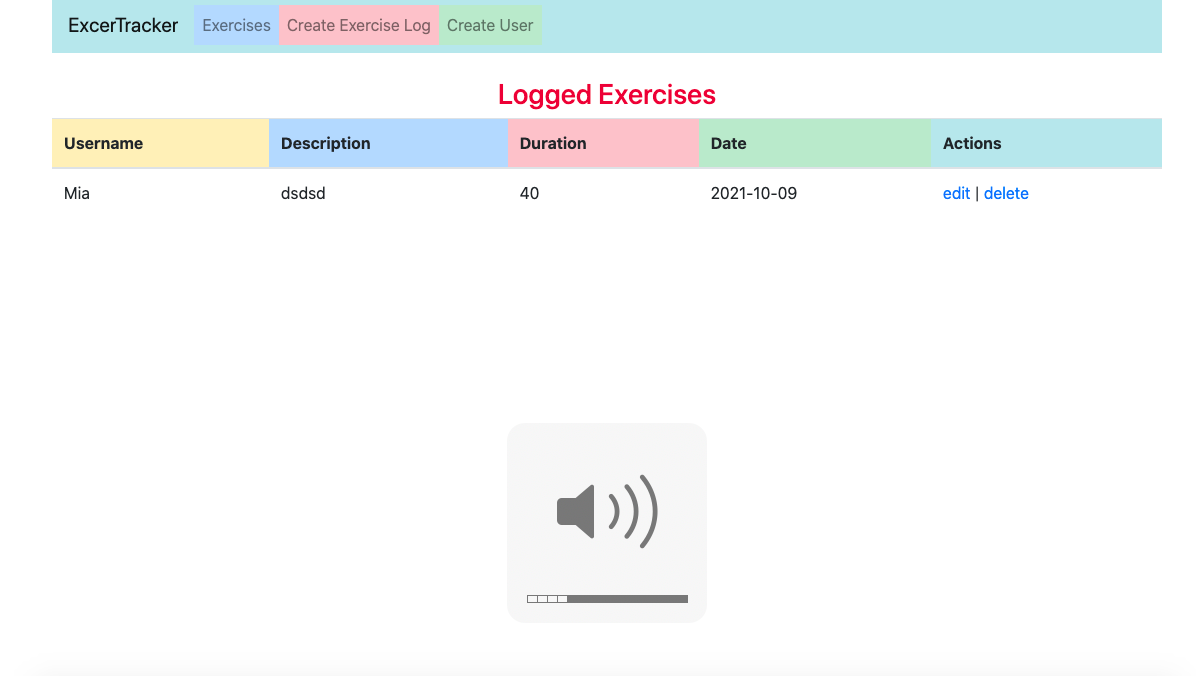 ExcerTracker Exercises Create Exercise Log Create User
Logged Exercises
Username Description Duration Date Actions
Mia dsdsd 40 2021-10-09 edit | delete